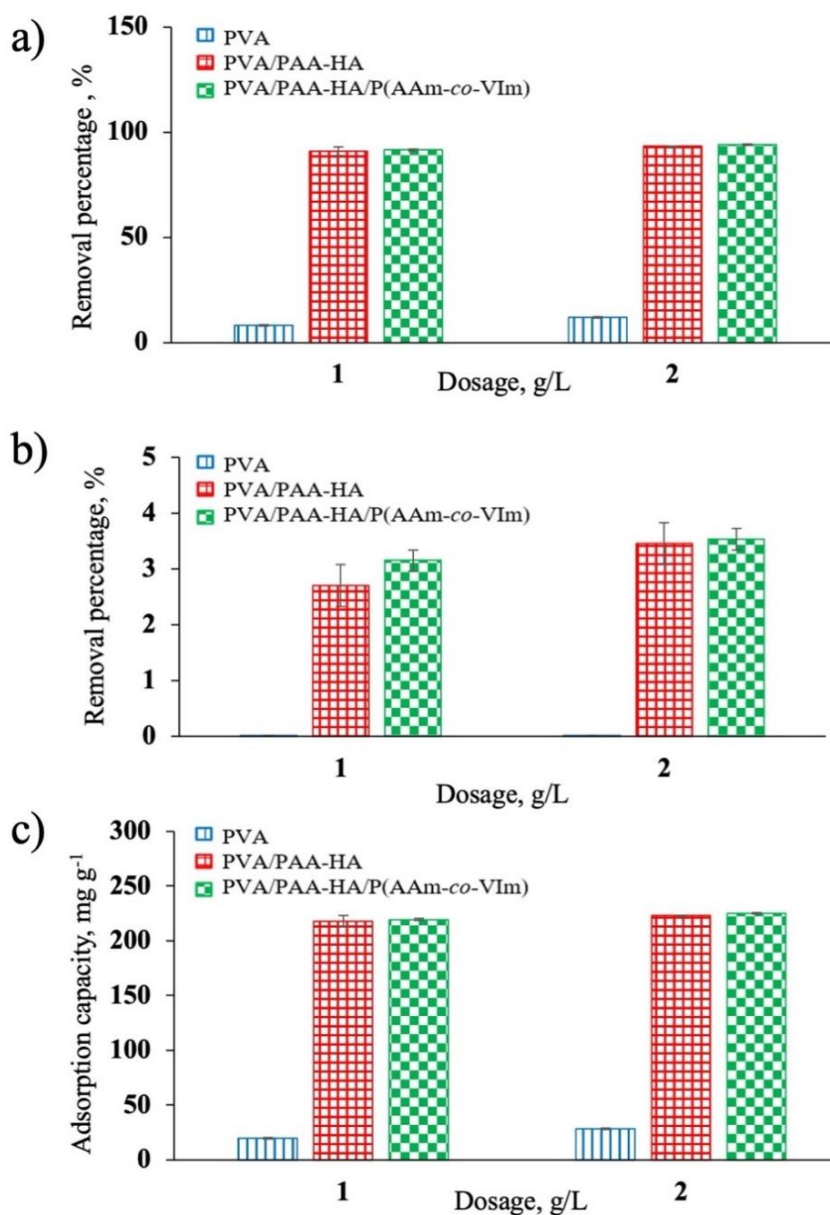 a)
Removal percentage , %
150
100
50
0
PVA
PVA/PAA-HA
PVA/PAA-HA/P(AAm-co-VIm)
1
2
Dosage, g/L
b)
Removal percentage, %
5
4
3
2
1
0
PVA
PVA/PAA-HA
PVA/PAA-HA/P(AAm-co-VIm)
1
2
Dosage, g/L
c)
Adsorption capacity, mg g⁻¹
300
250
200
150
100
50
0
PVA
PVA/PAA-HA
PVA/PAA-HA/P(AAm-co-VIm)
1
2
Dosage, g/L